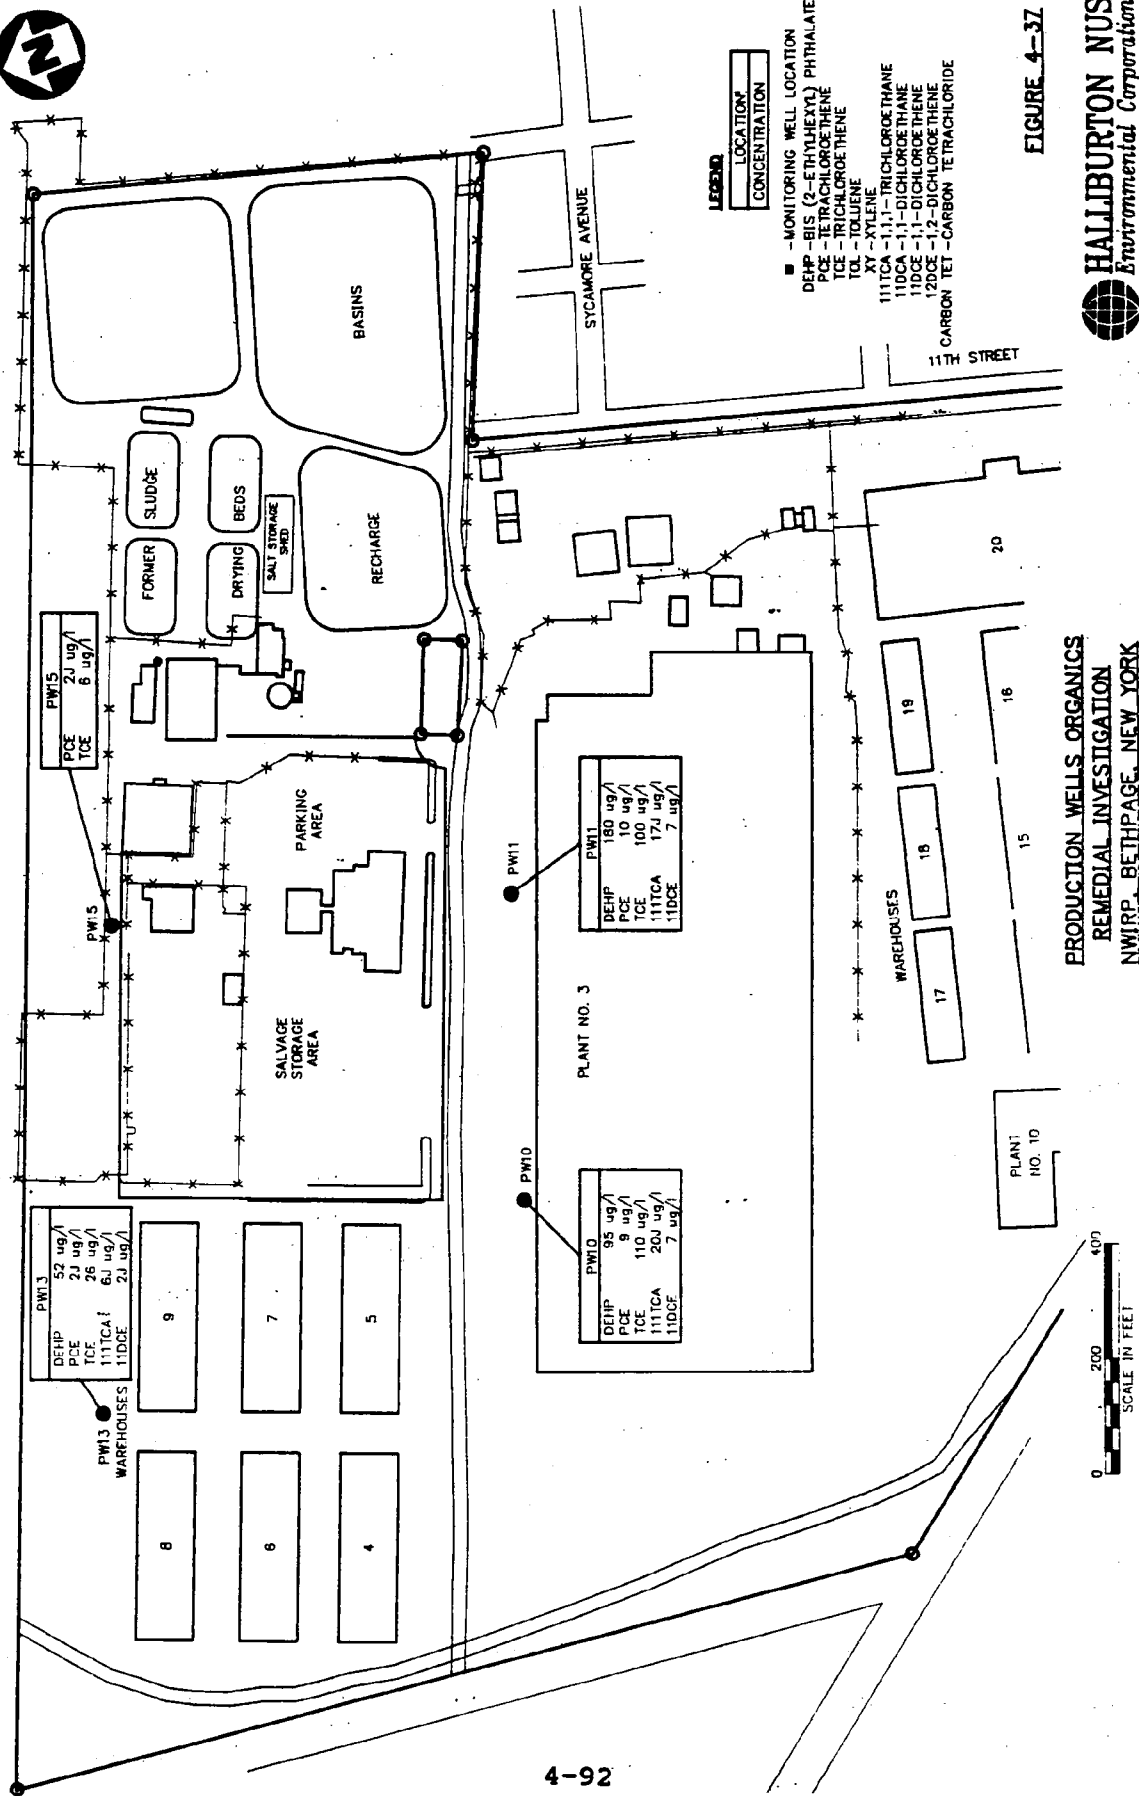 N
PW15
PCE 2J ug/l
TCE 6 ug/l
PW15
PW13
DEHP 52 ug/l
PCE 2J ug/l
TCE 26 ug/l
111TCA 6J ug/l
11DCE 2J ug/l
PW13
WAREHOUSES
8
9
6
7
4
5
SALVAGE
STORAGE
AREA
PARKING
AREA
FORMER
SLUDGE
DRYING
BEDS
SALT STORAGE
SHED
RECHARGE
BASINS
PW10
PW11
PW10
DEHP 95 ug/l
PCE 9 ug/l
TCE 110 ug/l
111TCA 20J ug/l
11DCE 7 ug/l
PLANT NO. 3
PW11
DEHP 180 ug/l
PCE 10 ug/l
TCE 100 ug/l
111TCA 17J ug/l
11DCE 7 ug/l
SYCAMORE AVENUE
11TH STREET
WAREHOUSES
17
18
19
20
15
16
PLANT
NO. 10
LEGEND
LOCATION
CONCENTRATION
■ -MONITORING WELL LOCATION
DEHP -BIS (2-ETHYLHEXYL) PHTHALATE
PCE -TETRACHLOROETHENE
TCE -TRICHLOROETHENE
TOL -TOLUENE
XY -XYLENE
111TCA -1,1,1-TRICHLOROETHANE
11DCA -1,1-DICHLOROETHANE
11DCE -1,1-DICHLOROETHENE
12DCE -1,2-DICHLOROETHENE
CARBON TET -CARBON TETRACHLORIDE
0 200 400
SCALE IN FEET
PRODUCTION WELLS ORGANICS
REMEDIAL INVESTIGATION
NWIRP, BETHPAGE, NEW YORK
FIGURE 4-37
HALLIBURTON NUS
Environmental Corporation
4-92